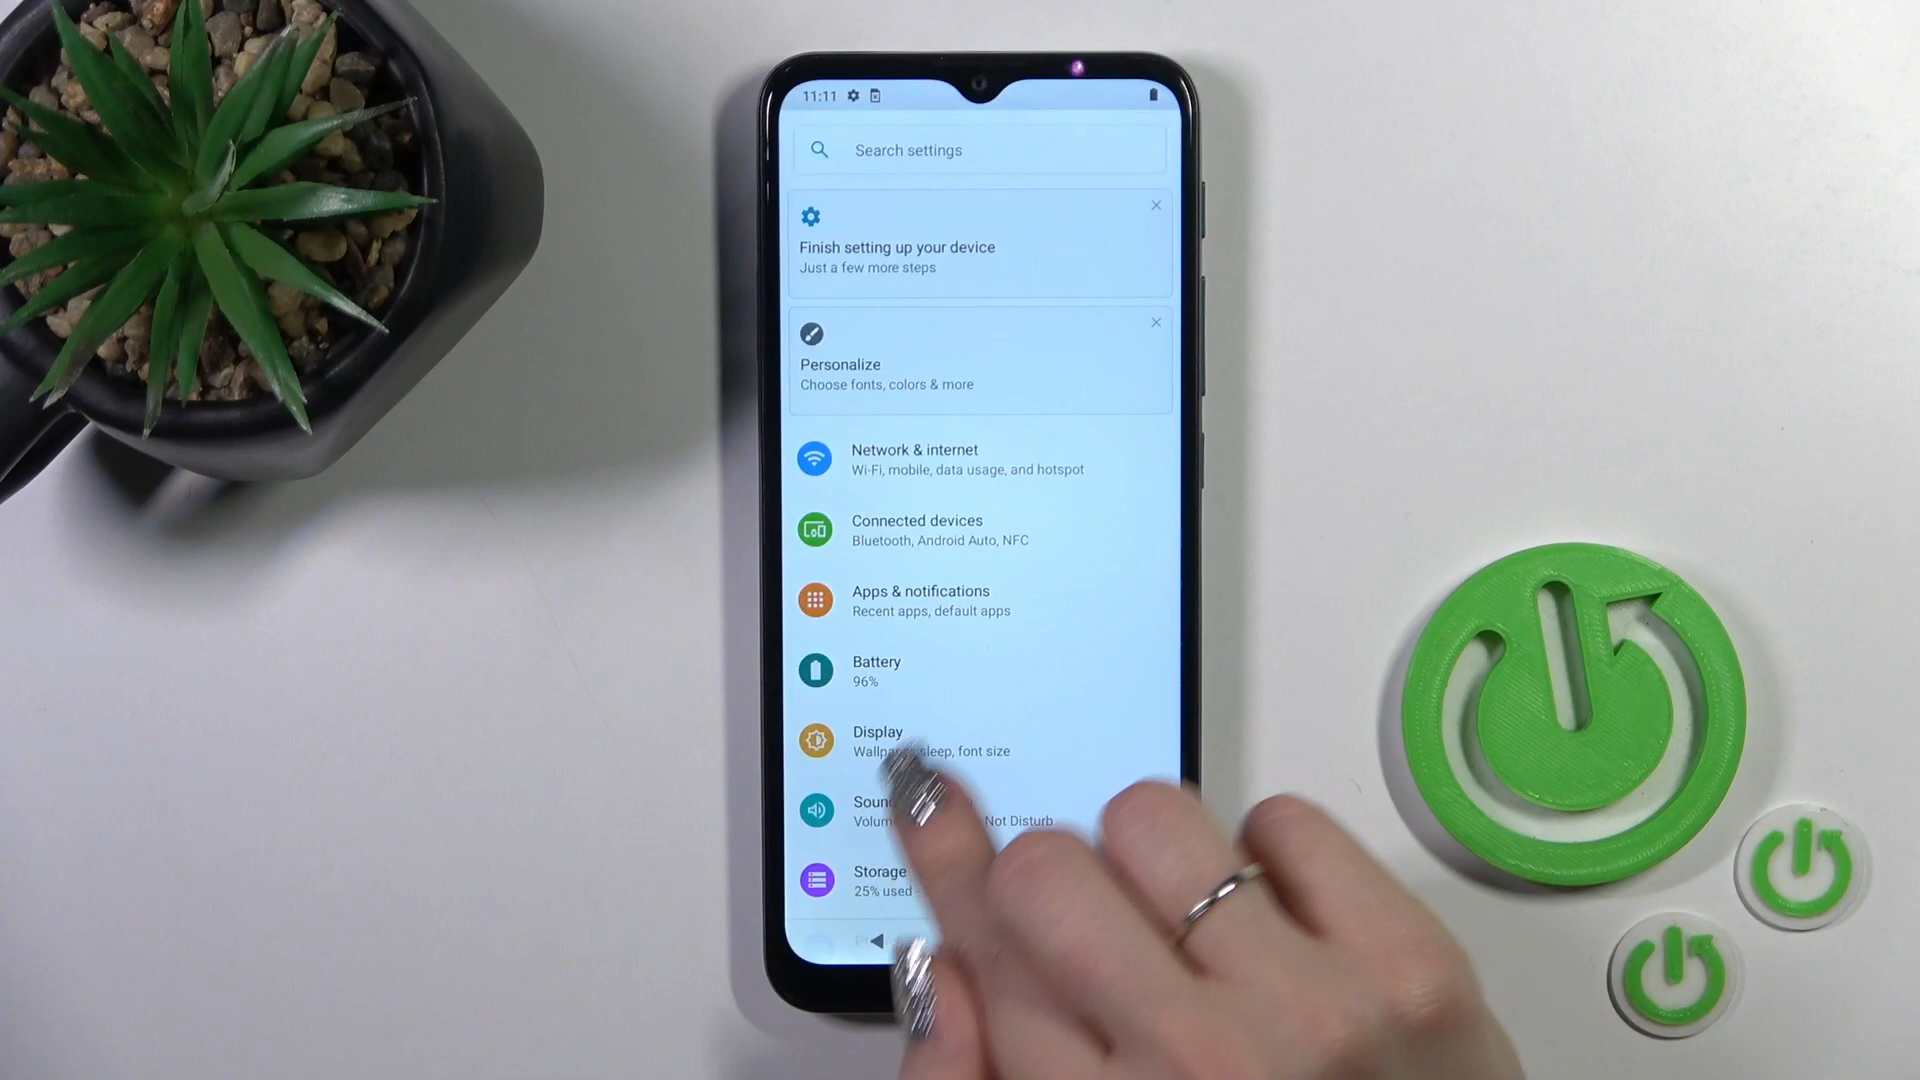 11:11
Search settings
Finish setting up your device
Just a few more steps
Personalize
Choose fonts, colors & more
Network & internet
Wi-Fi, mobile, data usage, and hotspot
Connected devices
Bluetooth, Android Auto, NFC
Apps & notifications
Recent apps, default apps
Battery
96%
Display
sleep, font size
Not Disturb
Storage
25% used -